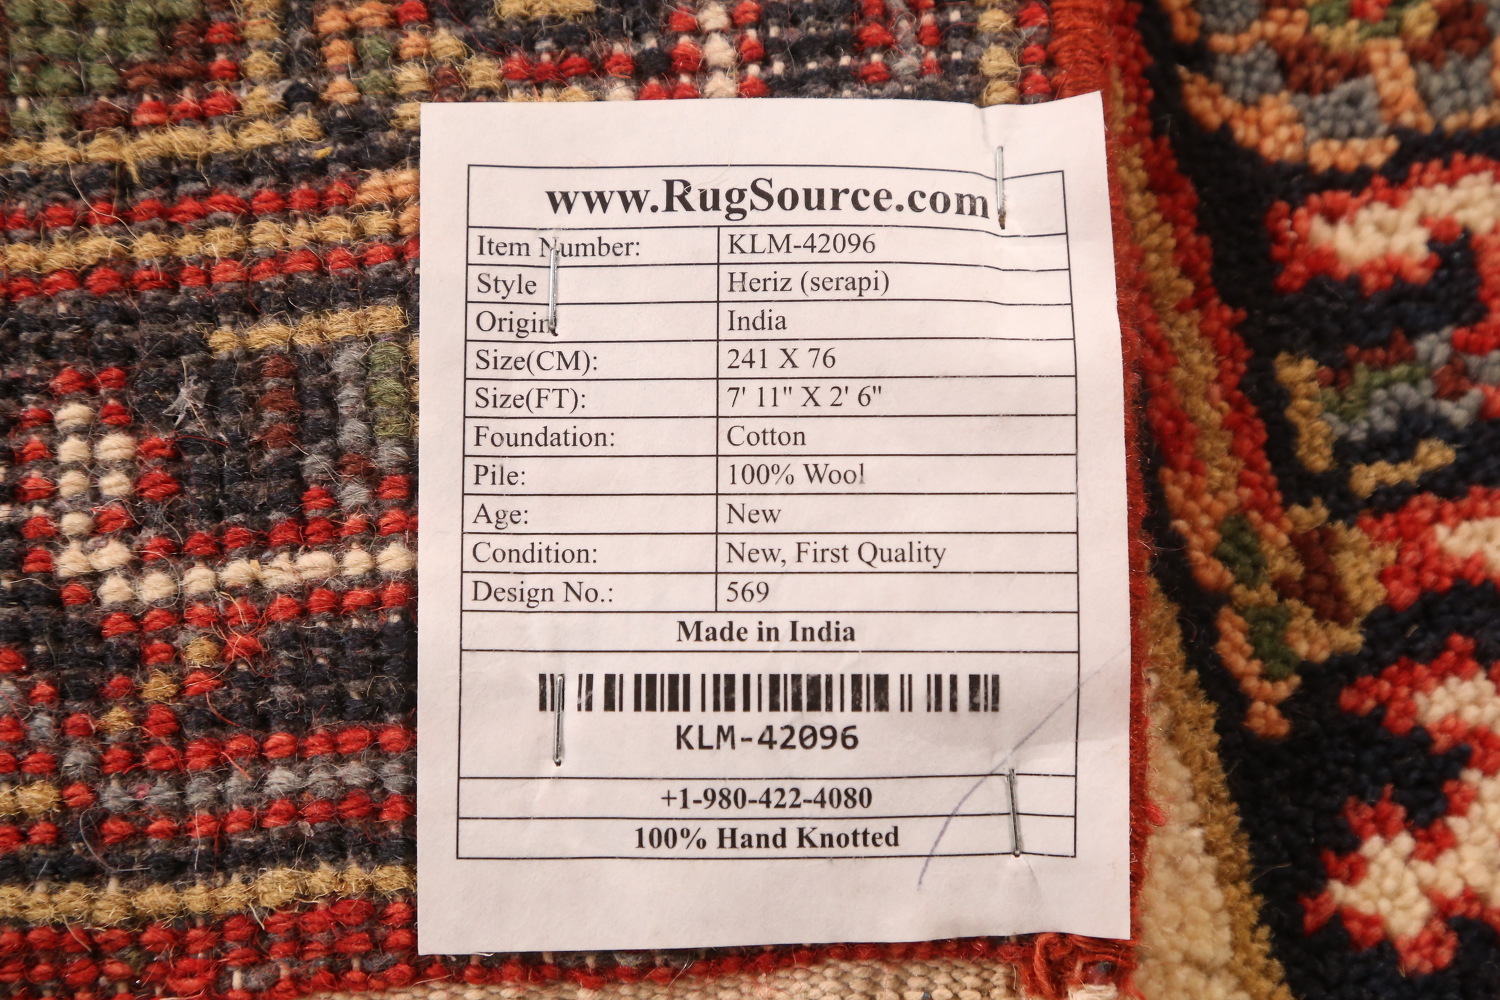 www.RugSource.com
Item Number: KLM-42096
Style Heriz (serapi)
Origin India
Size(CM): 241 X 76
Size(FT): 7' 11" X 2' 6"
Foundation: Cotton
Pile: 100% Wool
Age: New
Condition: New, First Quality
Design No.: 569
Made in India
KLM-42096
+1-980-422-4080
100% Hand Knotted